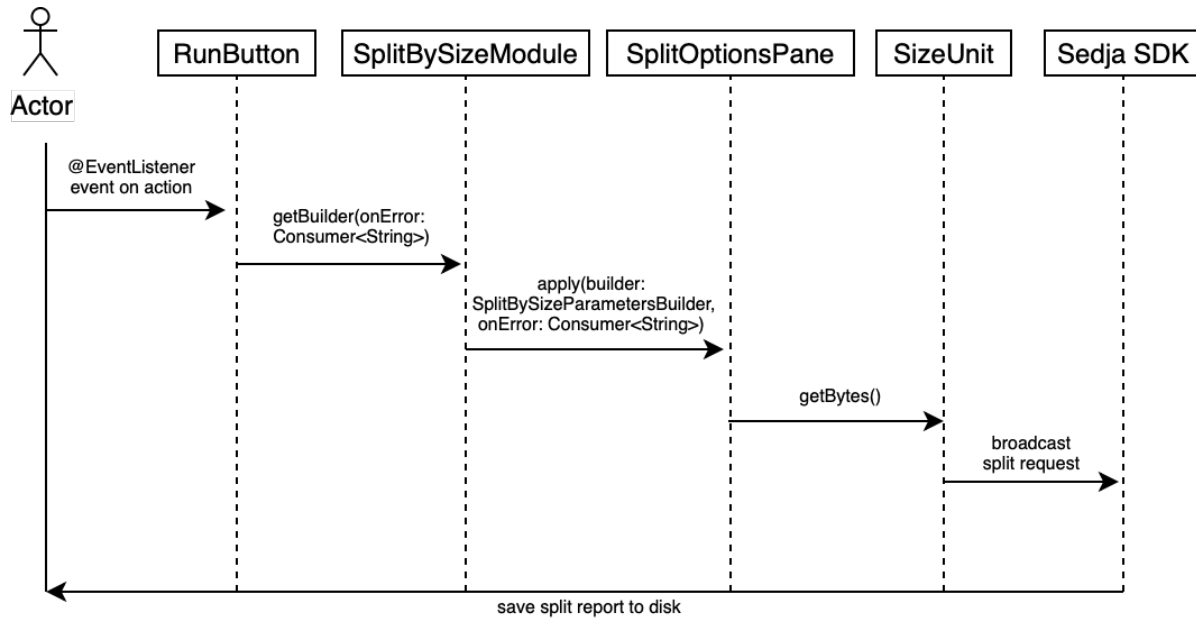 RunButton
SplitBySizeModule
SplitOptionsPane
SizeUnit
Sedja SDK
Actor
@EventListener
event on action
getBuilder(onError:
Consumer<String>)
apply(builder:
SplitBySizeParametersBuilder,
onError: Consumer<String>)
getBytes()
broadcast
split request
save split report to disk